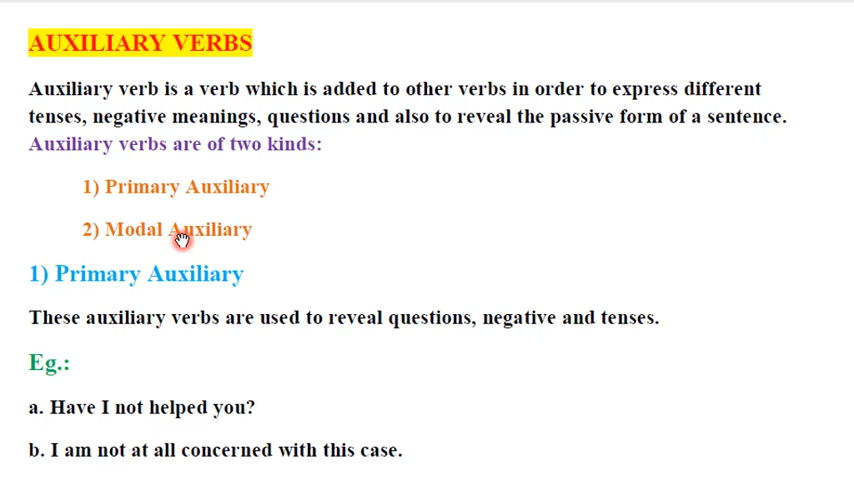 AUXILIARY VERBS
Auxiliary verb is a verb which is added to other verbs in order to express different
tenses, negative meanings, questions and also to reveal the passive form of a sentence.
Auxiliary verbs are of two kinds:
1) Primary Auxiliary
2) Modal Auxiliary
1) Primary Auxiliary
These auxiliary verbs are used to reveal questions, negative and tenses.
Eg.:
a. Have I not helped you?
b. I am not at all concerned with this case.